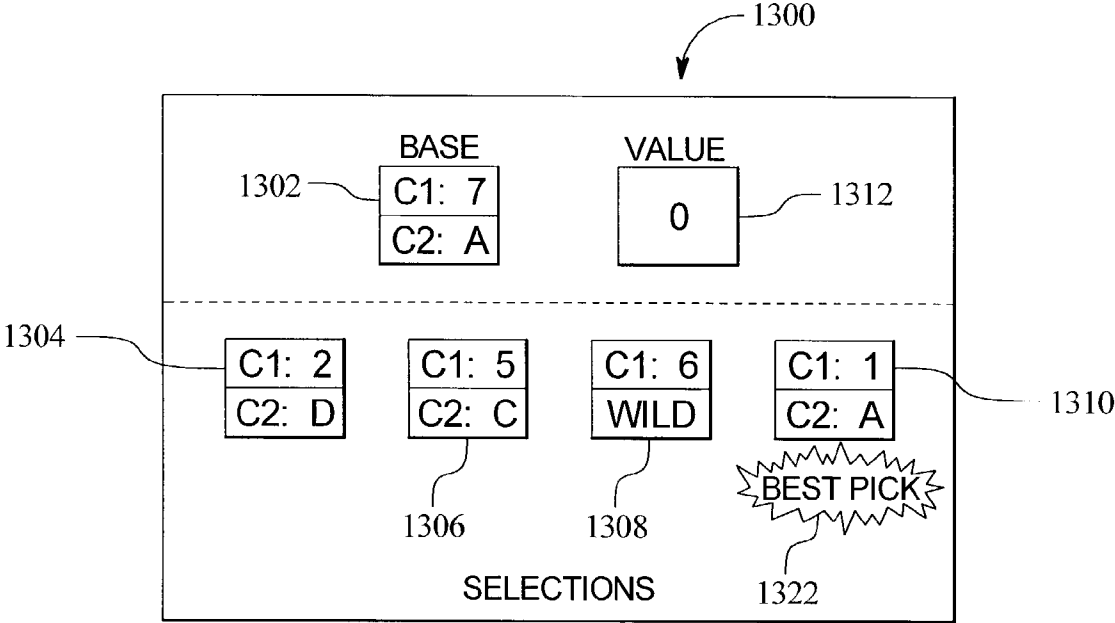 1300
BASE VALUE
1302 C1: 7 0 1312
C2: A
1304 C1: 2 C1: 5 C1: 6 C1: 1 1310
C2: D C2: C WILD C2: A
BEST PICK
1306 1308 1322
SELECTIONS